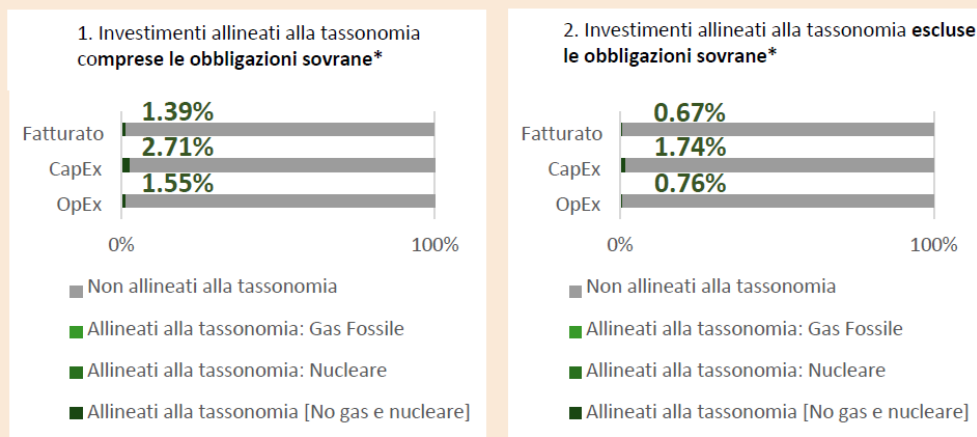 1. Investimenti allineati alla tassonomia
comprese le obbligazioni sovrane*
1.39%
Fatturato
2.71%
CapEx
1.55%
OpEx
0%
100%
Non allineati alla tassonomia
Allineati alla tassonomia: Gas Fossile
Allineati alla tassonomia: Nucleare
Allineati alla tassonomia [No gas e nucleare]
2. Investimenti allineati alla tassonomia escluse
le obbligazioni sovrane*
0.67%
Fatturato
1.74%
CapEx
0.76%
OpEx
0%
100%
Non allineati alla tassonomia
Allineati alla tassonomia: Gas Fossile
Allineati alla tassonomia: Nucleare
Allineati alla tassonomia [No gas e nucleare]